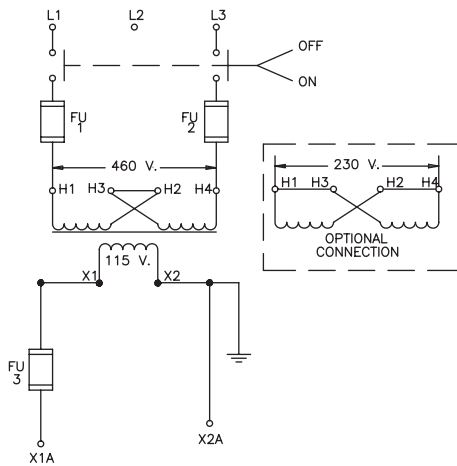 L1 L2 L3
OFF
ON
FU 1
FU 2
460 V.
H1 H3 H2 H4
230 V.
H1 H3 H2 H4
OPTIONAL
CONNECTION
115 V.
X1 X2
FU 3
X1A
X2A